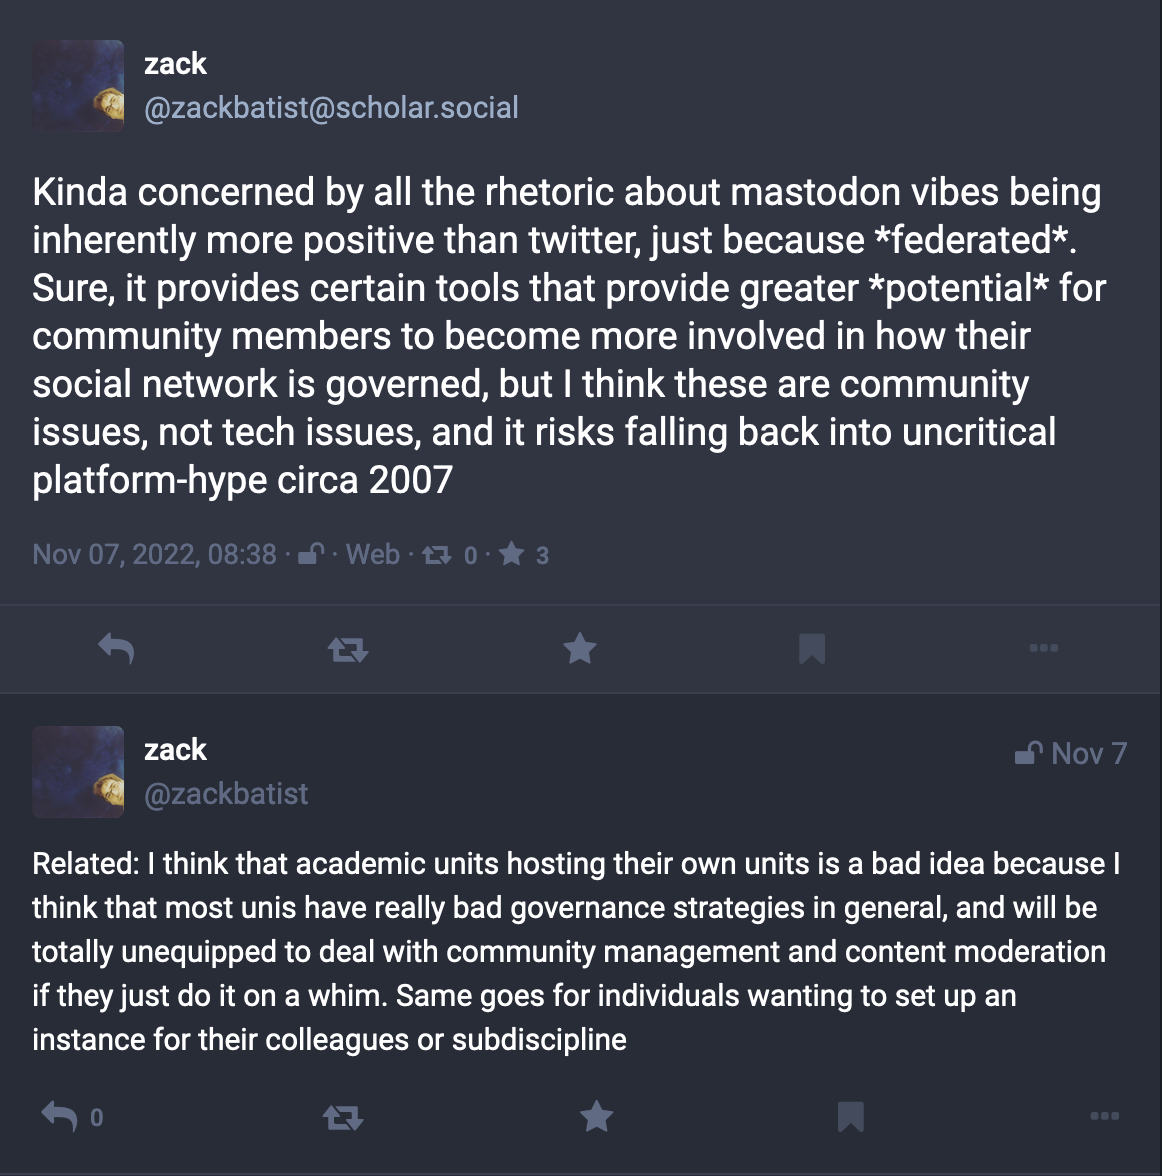 zack
@zackbatist@scholar.social
Kinda concerned by all the rhetoric about mastodon vibes being
inherently more positive than twitter, just because *federated*.
Sure, it provides certain tools that provide greater *potential* for
community members to become more involved in how their
social network is governed, but I think these are community
issues, not tech issues, and it risks falling back into uncritical
platform-hype circa 2007
Nov 07, 2022, 08:38 · Web · 0 · 3
zack
Nov 7
@zackbatist
Related: I think that academic units hosting their own units is a bad idea because I
think that most unis have really bad governance strategies in general, and will be
totally unequipped to deal with community management and content moderation
if they just do it on a whim. Same goes for individuals wanting to set up an
instance for their colleagues or subdiscipline
0